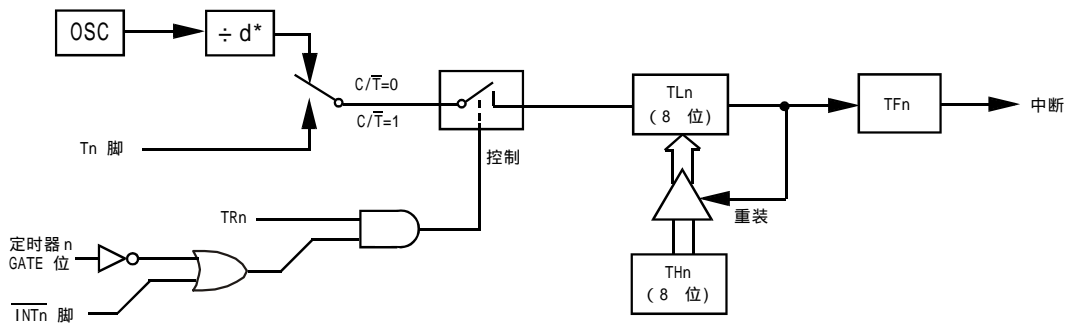 OSC
÷ d*
C/T̅=0
C/T̅=1
Tn 脚
控制
TLn
(8 位)
TFn
中断
重装
THn
(8 位)
TRn
定时器 n
GATE 位
I̅N̅T̅n̅ 脚